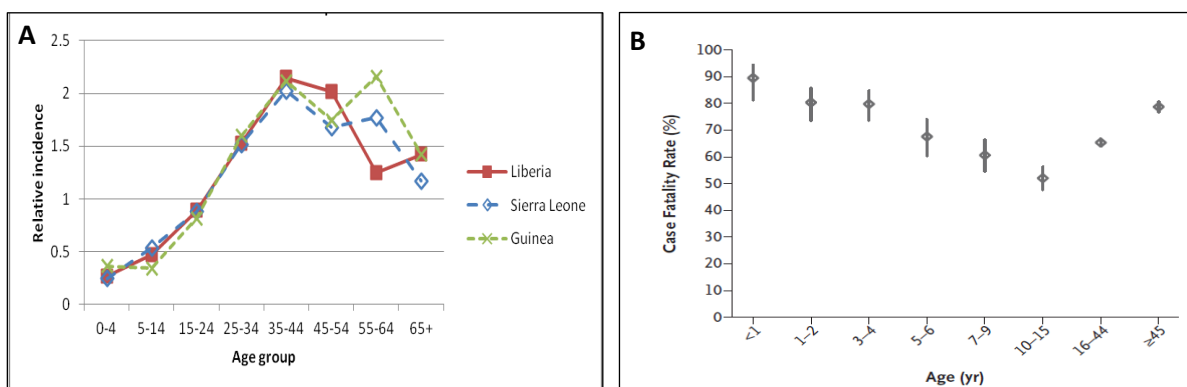 A
Relative incidence
2.5
2
1.5
1
0.5
0
0-4 5-14 15-24 25-34 35-44 45-54 55-64 65+
Age group
Liberia
Sierra Leone
Guinea
B
Case Fatality Rate (%)
100
90
80
70
60
50
40
30
20
10
0
<1 1–2 3–4 5–6 7–9 10–15 16–44 ≥45
Age (yr)